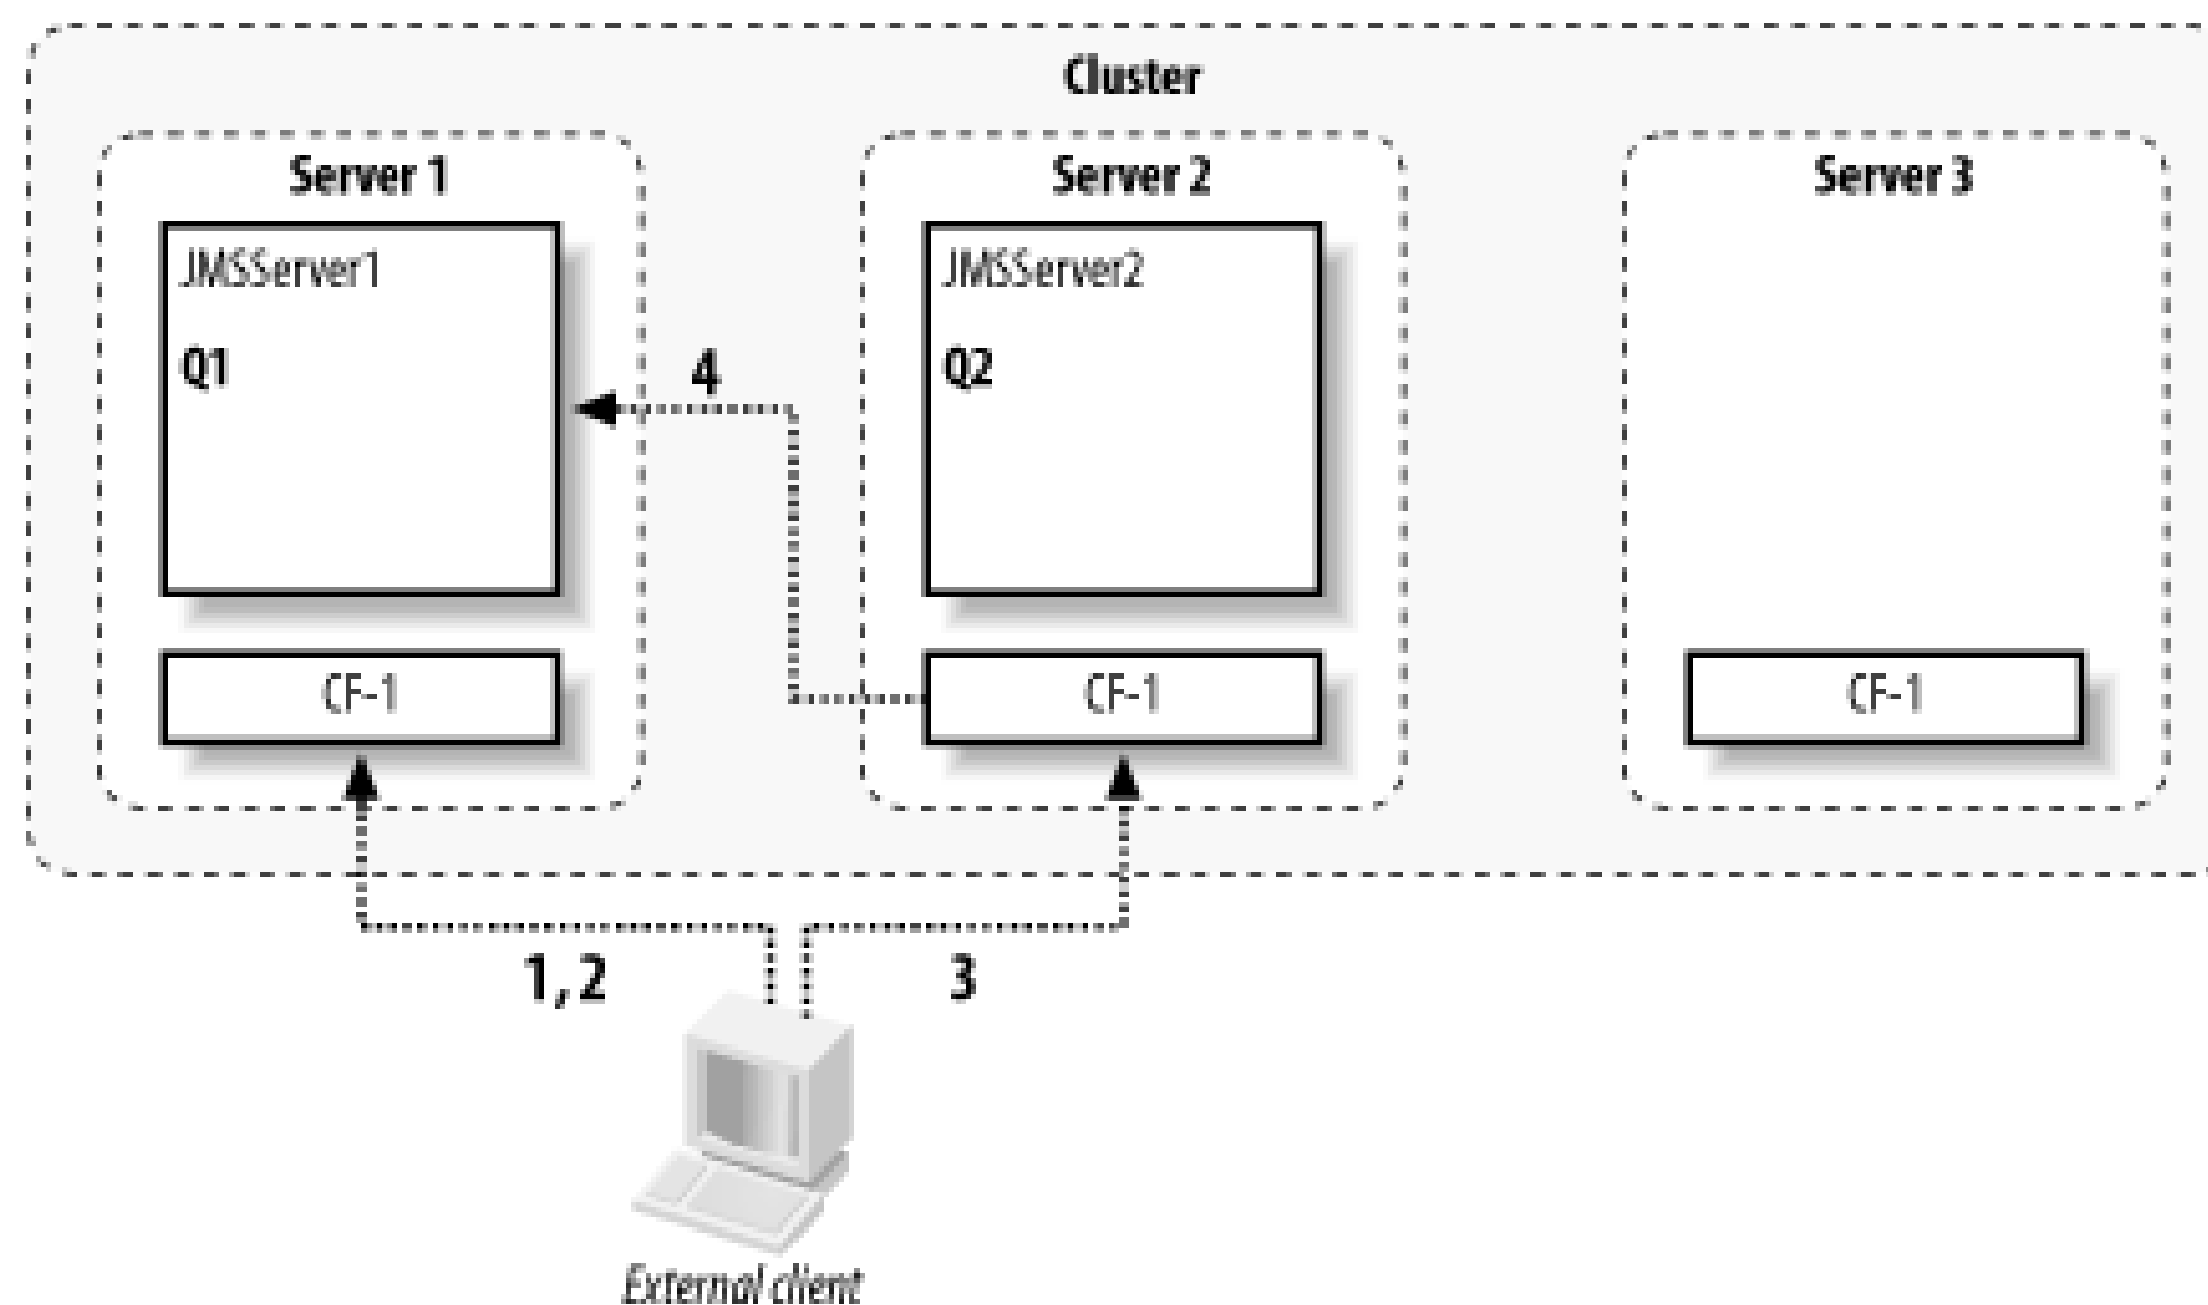 Cluster
Server 1
Server 2
Server 3
JMSServer1
JMSServer2
Q1
4
Q2
CF-1
CF-1
CF-1
1, 2
3
External client